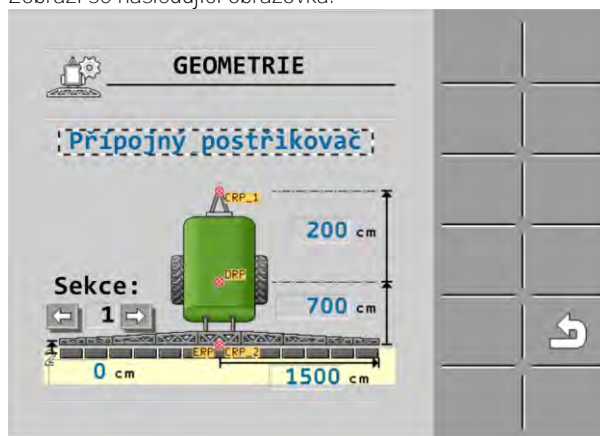 Zobrazí se následující obrazovka:
GEOMETRIE
Přípojný postřikovač
CRP_1
200 cm
DRP
Sekce:
1
700 cm
ERP CRP_2
0 cm
1500 cm